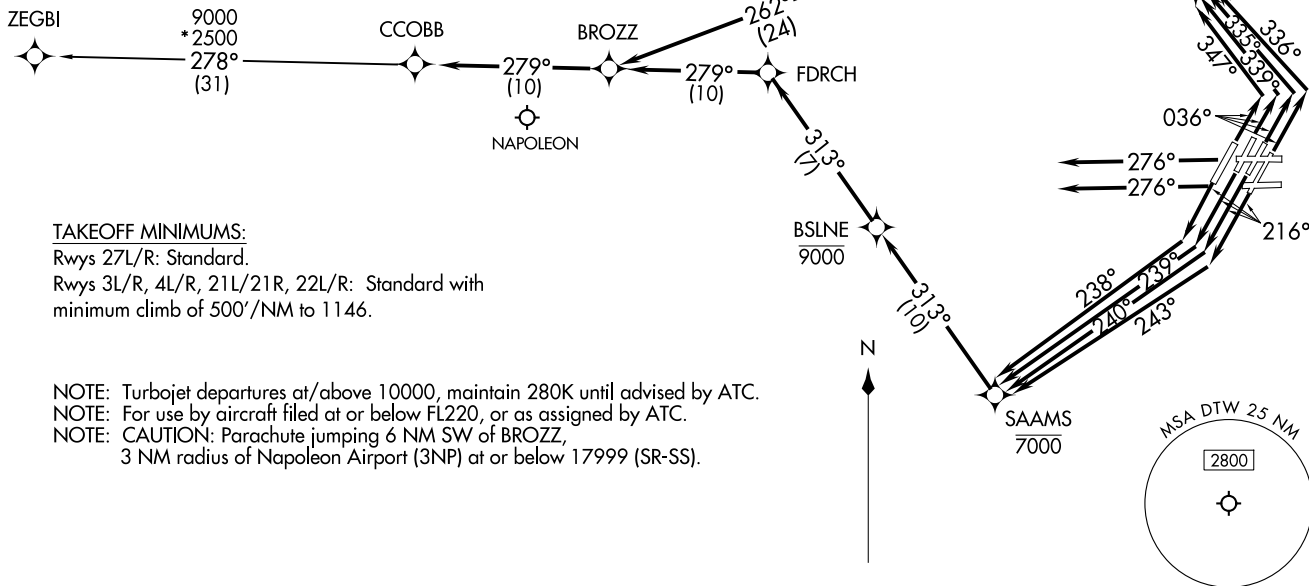 ZEGBI
9000
*2500
278°
(31)
CCOBB
279°
(10)
NAPOLEON
BROZZ
262°
(24)
279°
(10)
FDRCH
313°
(7)
BSLNE
9000
313°
(10)
SAAMS
7000
347°
335°
339°
336°
036°
276°
276°
216°
238°
239°
240°
243°
TAKEOFF MINIMUMS:
Rwys 27L/R: Standard.
Rwys 3L/R, 4L/R, 21L/21R, 22L/R: Standard with
minimum climb of 500'/NM to 1146.
NOTE: Turbojet departures at/above 10000, maintain 280K until advised by ATC.
NOTE: For use by aircraft filed at or below FL220, or as assigned by ATC.
NOTE: CAUTION: Parachute jumping 6 NM SW of BROZZ,
3 NM radius of Napoleon Airport (3NP) at or below 17999 (SR-SS).
N
MSA DTW 25 NM
2800